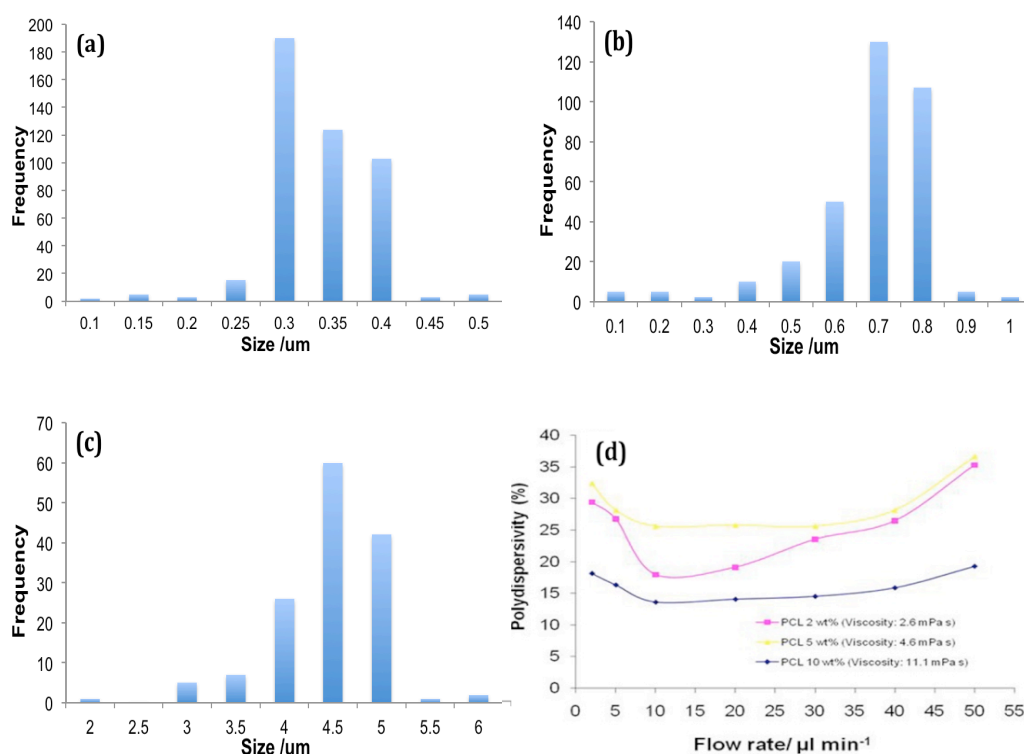 (a)
200
180
160
140
120
100
80
60
40
20
0
Frequency
0.1 0.15 0.2 0.25 0.3 0.35 0.4 0.45 0.5
Size /um
(b)
140
120
100
80
60
40
20
0
Frequency
0.1 0.2 0.3 0.4 0.5 0.6 0.7 0.8 0.9 1
Size /um
(c)
70
60
50
40
30
20
10
0
Frequency
2 2.5 3 3.5 4 4.5 5 5.5 6
Size /um
(d)
40
35
30
25
20
15
10
5
0
Polydispersivity (%)
PCL 2 wt% (Viscosity: 2.6 mPa s)
PCL 5 wt% (Viscosity: 4.6 mPa s)
PCL 10 wt% (Viscosity: 11.1 mPa s)
0 5 10 15 20 25 30 35 40 45 50 55
Flow rate/ µl min⁻¹